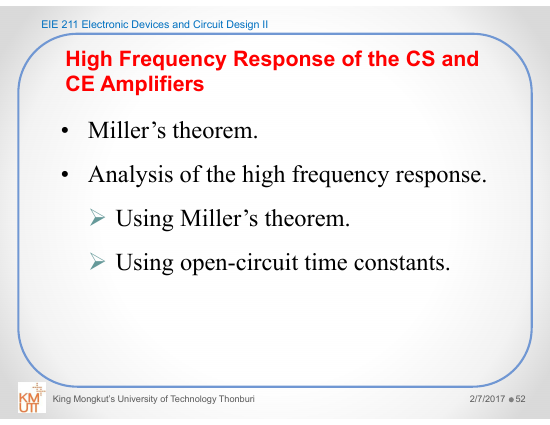 EIE 211 Electronic Devices and Circuit Design II
High Frequency Response of the CS and
CE Amplifiers
• Miller’s theorem.
• Analysis of the high frequency response.
➢ Using Miller’s theorem.
➢ Using open-circuit time constants.
KM
UTT
King Mongkut’s University of Technology Thonburi
2/7/2017 ● 52